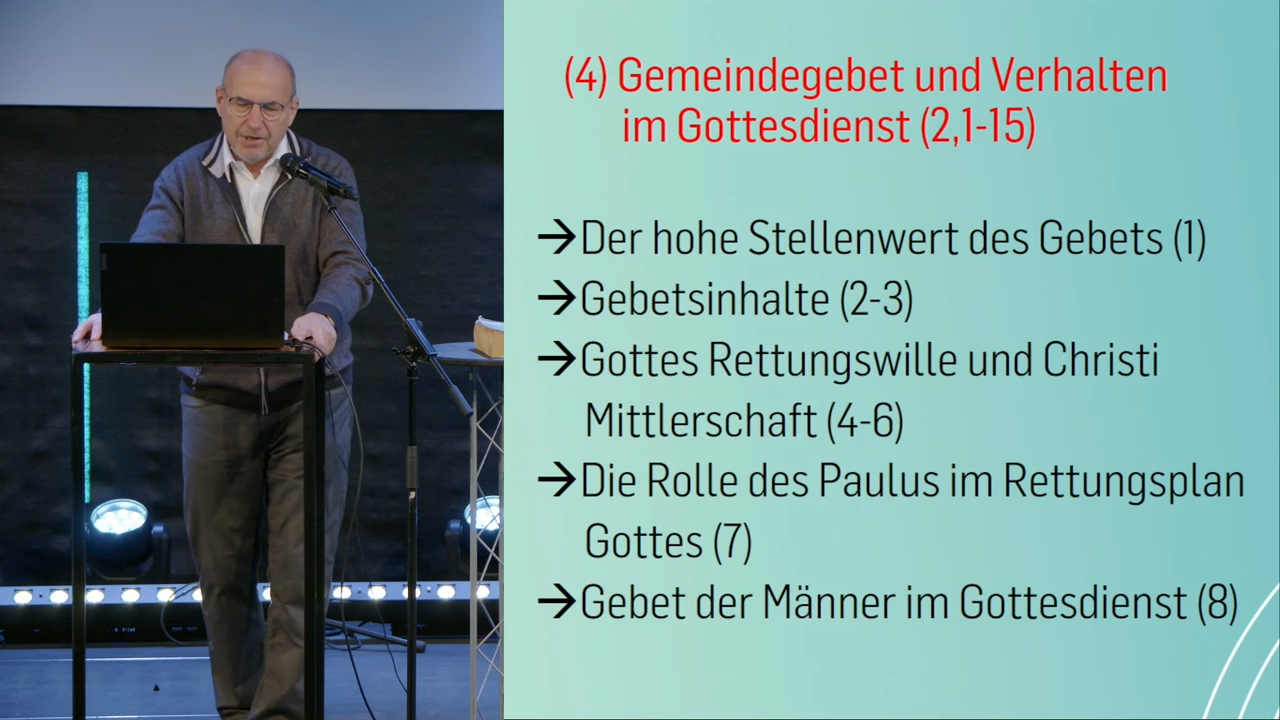 (4) Gemeindegebet und Verhalten
im Gottesdienst (2,1-15)
→Der hohe Stellenwert des Gebets (1)
→Gebetsinhalte (2-3)
→Gottes Rettungswille und Christi
Mittlerschaft (4-6)
→Die Rolle des Paulus im Rettungsplan
Gottes (7)
→Gebet der Männer im Gottesdienst (8)